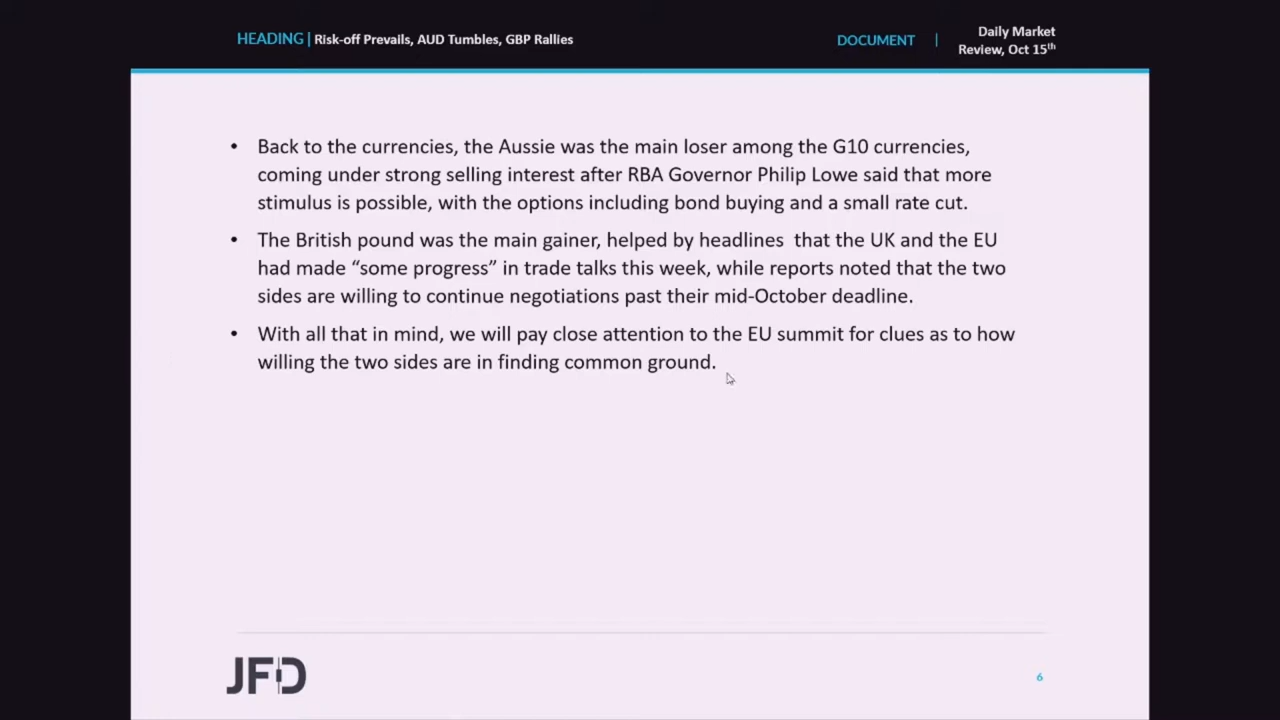 HEADING | Risk-off Prevails, AUD Tumbles, GBP Rallies
DOCUMENT | Daily Market
Review, Oct 15th
• Back to the currencies, the Aussie was the main loser among the G10 currencies,
coming under strong selling interest after RBA Governor Philip Lowe said that more
stimulus is possible, with the options including bond buying and a small rate cut.
• The British pound was the main gainer, helped by headlines  that the UK and the EU
had made “some progress” in trade talks this week, while reports noted that the two
sides are willing to continue negotiations past their mid-October deadline.
• With all that in mind, we will pay close attention to the EU summit for clues as to how
willing the two sides are in finding common ground.
JFD
6